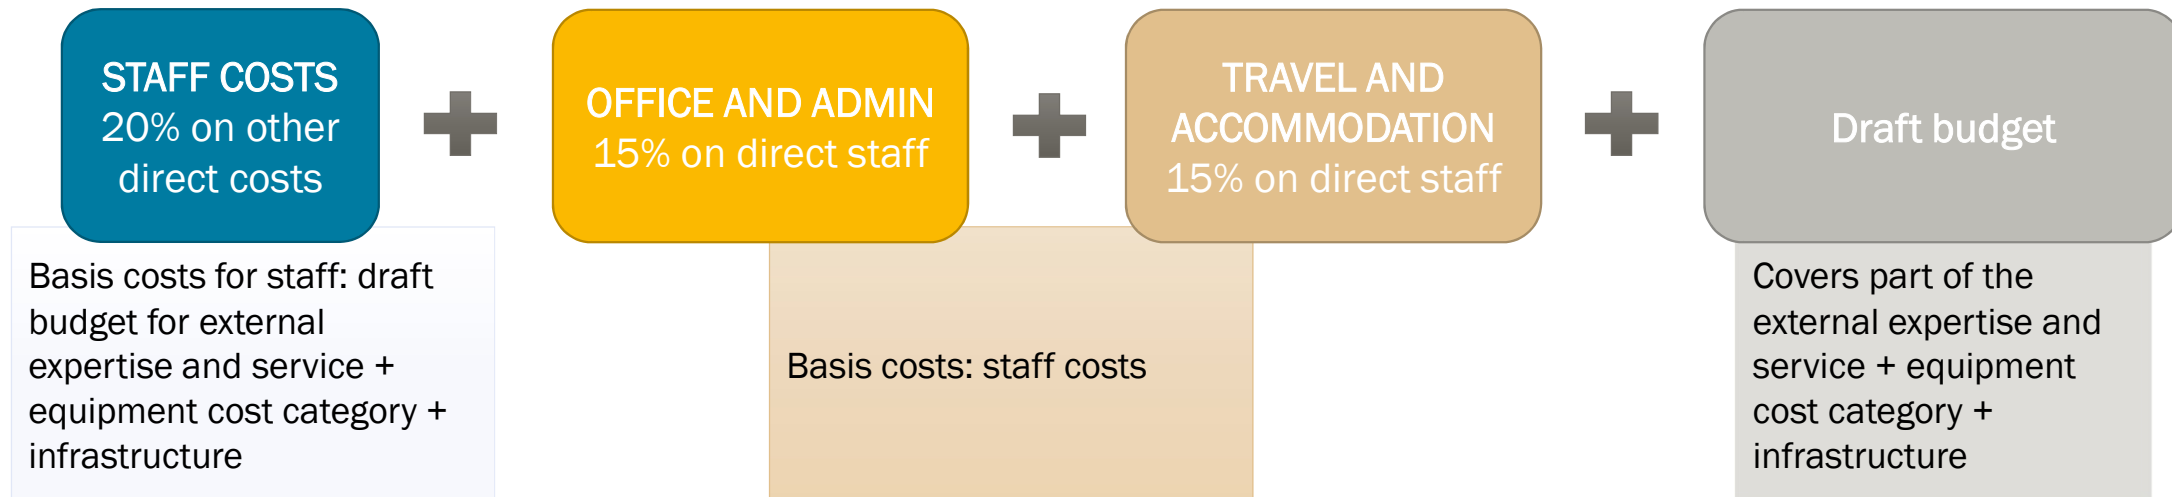 STAFF COSTS
20% on other
direct costs
OFFICE AND ADMIN
15% on direct staff
TRAVEL AND
ACCOMMODATION
15% on direct staff
Draft budget
Basis costs for staff: draft
budget for external
expertise and service +
equipment cost category +
infrastructure
Basis costs: staff costs
Covers part of the
external expertise and
service + equipment
cost category +
infrastructure